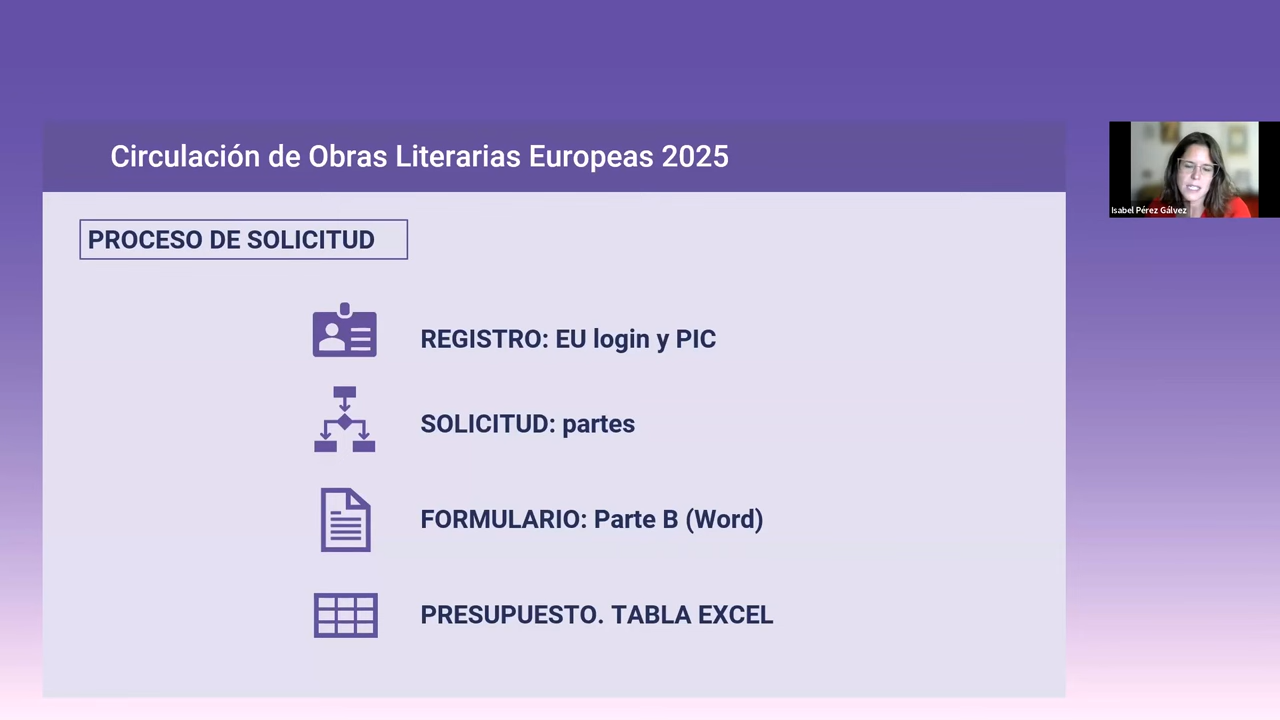 Circulación de Obras Literarias Europeas 2025
Isabel Pérez Gálvez
PROCESO DE SOLICITUD
REGISTRO: EU login y PIC
SOLICITUD: partes
FORMULARIO: Parte B (Word)
PRESUPUESTO. TABLA EXCEL